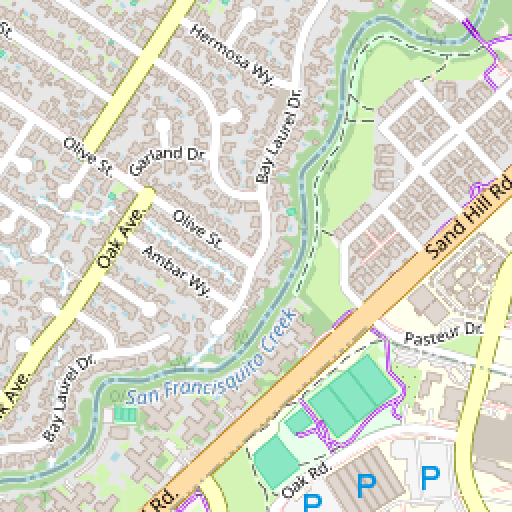 St.
Hermosa Wy.
Bay Laurel Dr.
Olive St.
Garland Dr
Sand Hill Rd
Olive St.
Oak Ave.
Ambar Wy.
Pasteur Dr.
San Francisquito Creek
Bay Laurel Dr
Ave.
Oak Rd.
P
P
P
Rd.